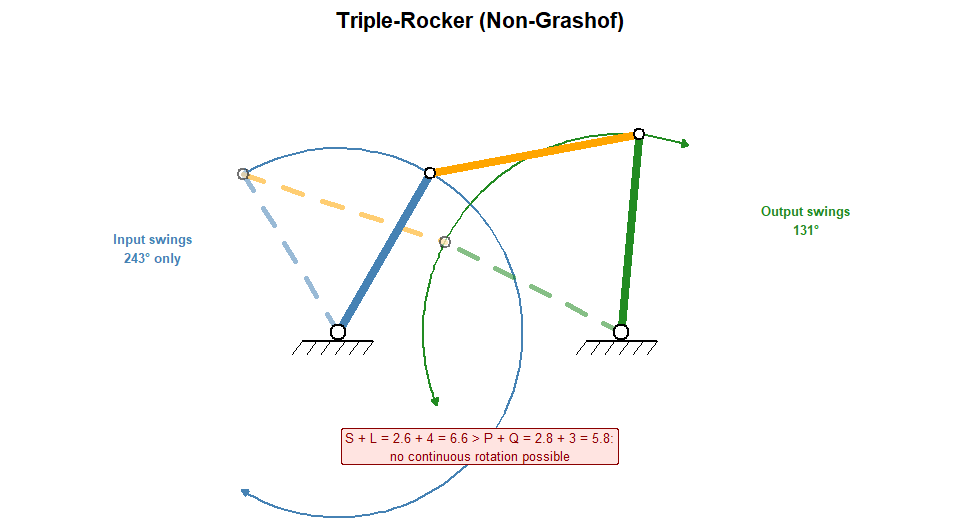 Triple-Rocker (Non-Grashof)
Input swings
243° only
Output swings
131°
S + L = 2.6 + 4 = 6.6 > P + Q = 2.8 + 3 = 5.8:
no continuous rotation possible